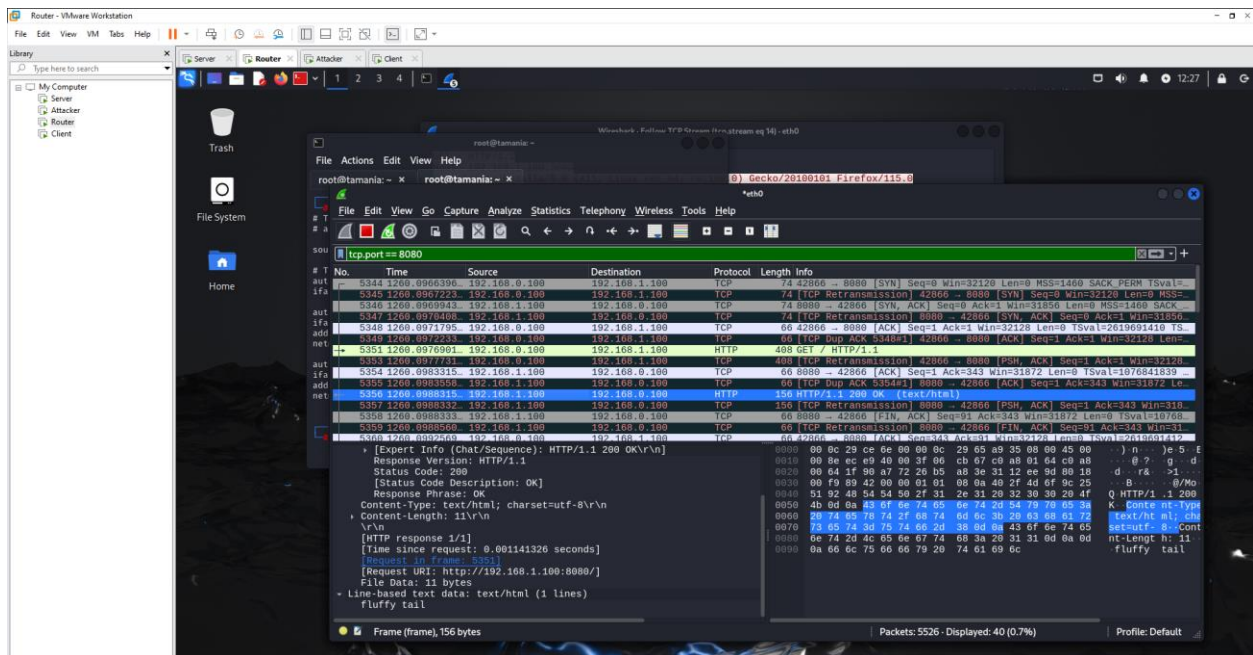 Router - VMware Workstation
File Edit View VM Tabs Help
Library
Type here to search
My Computer
Server
Attacker
Router
Client
Server Router Attacker Client
1 2 3 4
12:27
Trash
File System
Home
Wireshark · Follow TCP Stream (tcp.stream eq 14) · eth0
root@tamania: ~
File Actions Edit View Help
root@tamania: ~ root@tamania: ~
0) Gecko/20100101 Firefox/115.0
*eth0
File Edit View Go Capture Analyze Statistics Telephony Wireless Tools Help
tcp.port == 8080
No. Time Source Destination Protocol Length Info
5344 1260.0966396… 192.168.0.100 192.168.1.100 TCP 74 42866 → 8080 [SYN] Seq=0 Win=32120 Len=0 MSS=1460 SACK_PERM TSval=…
5345 1260.0967223… 192.168.0.100 192.168.1.100 TCP 74 [TCP Retransmission] 42866 → 8080 [SYN] Seq=0 Win=32120 Len=0 MSS=…
5346 1260.0969943… 192.168.1.100 192.168.0.100 TCP 74 8080 → 42866 [SYN, ACK] Seq=0 Ack=1 Win=31856 Len=0 MSS=1460 SACK_…
5347 1260.0970408… 192.168.1.100 192.168.0.100 TCP 74 [TCP Retransmission] 8080 → 42866 [SYN, ACK] Seq=0 Ack=1 Win=31856…
5348 1260.0971795… 192.168.0.100 192.168.1.100 TCP 66 42866 → 8080 [ACK] Seq=1 Ack=1 Win=32128 Len=0 TSval=2619691410 TS…
5349 1260.0972233… 192.168.0.100 192.168.1.100 TCP 66 [TCP Dup ACK 5348#1] 42866 → 8080 [ACK] Seq=1 Ack=1 Win=32128 Len=…
5351 1260.0976901… 192.168.0.100 192.168.1.100 HTTP 408 GET / HTTP/1.1
5353 1260.0977731… 192.168.0.100 192.168.1.100 TCP 408 [TCP Retransmission] 42866 → 8080 [PSH, ACK] Seq=1 Ack=1 Win=32128…
5354 1260.0983315… 192.168.1.100 192.168.0.100 TCP 66 8080 → 42866 [ACK] Seq=1 Ack=343 Win=31872 Len=0 TSval=1076841839 …
5355 1260.0983558… 192.168.1.100 192.168.0.100 TCP 66 [TCP Dup ACK 5354#1] 8080 → 42866 [ACK] Seq=1 Ack=343 Win=31872 Le…
5356 1260.0988315… 192.168.1.100 192.168.0.100 HTTP 156 HTTP/1.1 200 OK (text/html)
5357 1260.0988332… 192.168.1.100 192.168.0.100 TCP 156 [TCP Retransmission] 8080 → 42866 [PSH, ACK] Seq=1 Ack=343 Win=318…
5358 1260.0988333… 192.168.1.100 192.168.0.100 TCP 66 8080 → 42866 [FIN, ACK] Seq=91 Ack=343 Win=31872 Len=0 TSval=10768…
5359 1260.0988560… 192.168.1.100 192.168.0.100 TCP 66 [TCP Retransmission] 8080 → 42866 [FIN, ACK] Seq=91 Ack=343 Win=31…
5360 1260.0992569… 192.168.0.100 192.168.1.100 TCP 66 42866 → 8080 [ACK] Seq=343 Ack=91 Win=32128 Len=0 TSval=2619691412
[Expert Info (Chat/Sequence): HTTP/1.1 200 OK\r\n]
Response Version: HTTP/1.1
Status Code: 200
[Status Code Description: OK]
Response Phrase: OK
Content-Type: text/html; charset=utf-8\r\n
Content-Length: 11\r\n
\r\n
[HTTP response 1/1]
[Time since request: 0.001141326 seconds]
[Request in frame: 5351]
[Request URI: http://192.168.1.100:8080/]
File Data: 11 bytes
Line-based text data: text/html (1 lines)
fluffy tail
0000 00 0c 29 ce 6e 00 00 0c 29 65 a9 35 08 00 45 00
0010 00 8e ec e9 40 00 3f 06 cb 67 c0 a8 01 64 c0 a8
0020 00 64 1f 90 a7 72 26 b5 a8 3e 31 12 ee 9d 80 18
0030 00 f9 89 42 00 00 01 01 08 0a 40 2f 4d 6f 9c 25
0040 51 92 48 54 54 50 2f 31 2e 31 20 32 30 30 20 4f
0050 4b 0d 0a 43 6f 6e 74 65 6e 74 2d 54 79 70 65 3a
0060 20 74 65 78 74 2f 68 74 6d 6c 3b 20 63 68 61 72
0070 73 65 74 3d 75 74 66 2d 38 0d 0a 43 6f 6e 74 65
0080 6e 74 2d 4c 65 6e 67 74 68 3a 20 31 31 0d 0a 0d
0090 0a 66 6c 75 66 66 79 20 74 61 69 6c
Q·HTTP/1 .1 200
K··Conte nt-Type
text/ht ml; cha
set=utf- 8··Cont
nt-Lengt h: 11··
·fluffy tail
Frame (frame), 156 bytes
Packets: 5526 · Displayed: 40 (0.7%)
Profile: Default